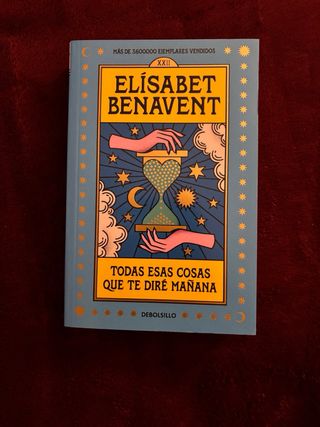 MÁS DE 3600000 EJEMPLARES VENDIDOS
XXII
ELÍSABET
BENAVENT
TODAS ESAS COSAS
QUE TE DIRÉ MAÑANA
DEBOLSILLO